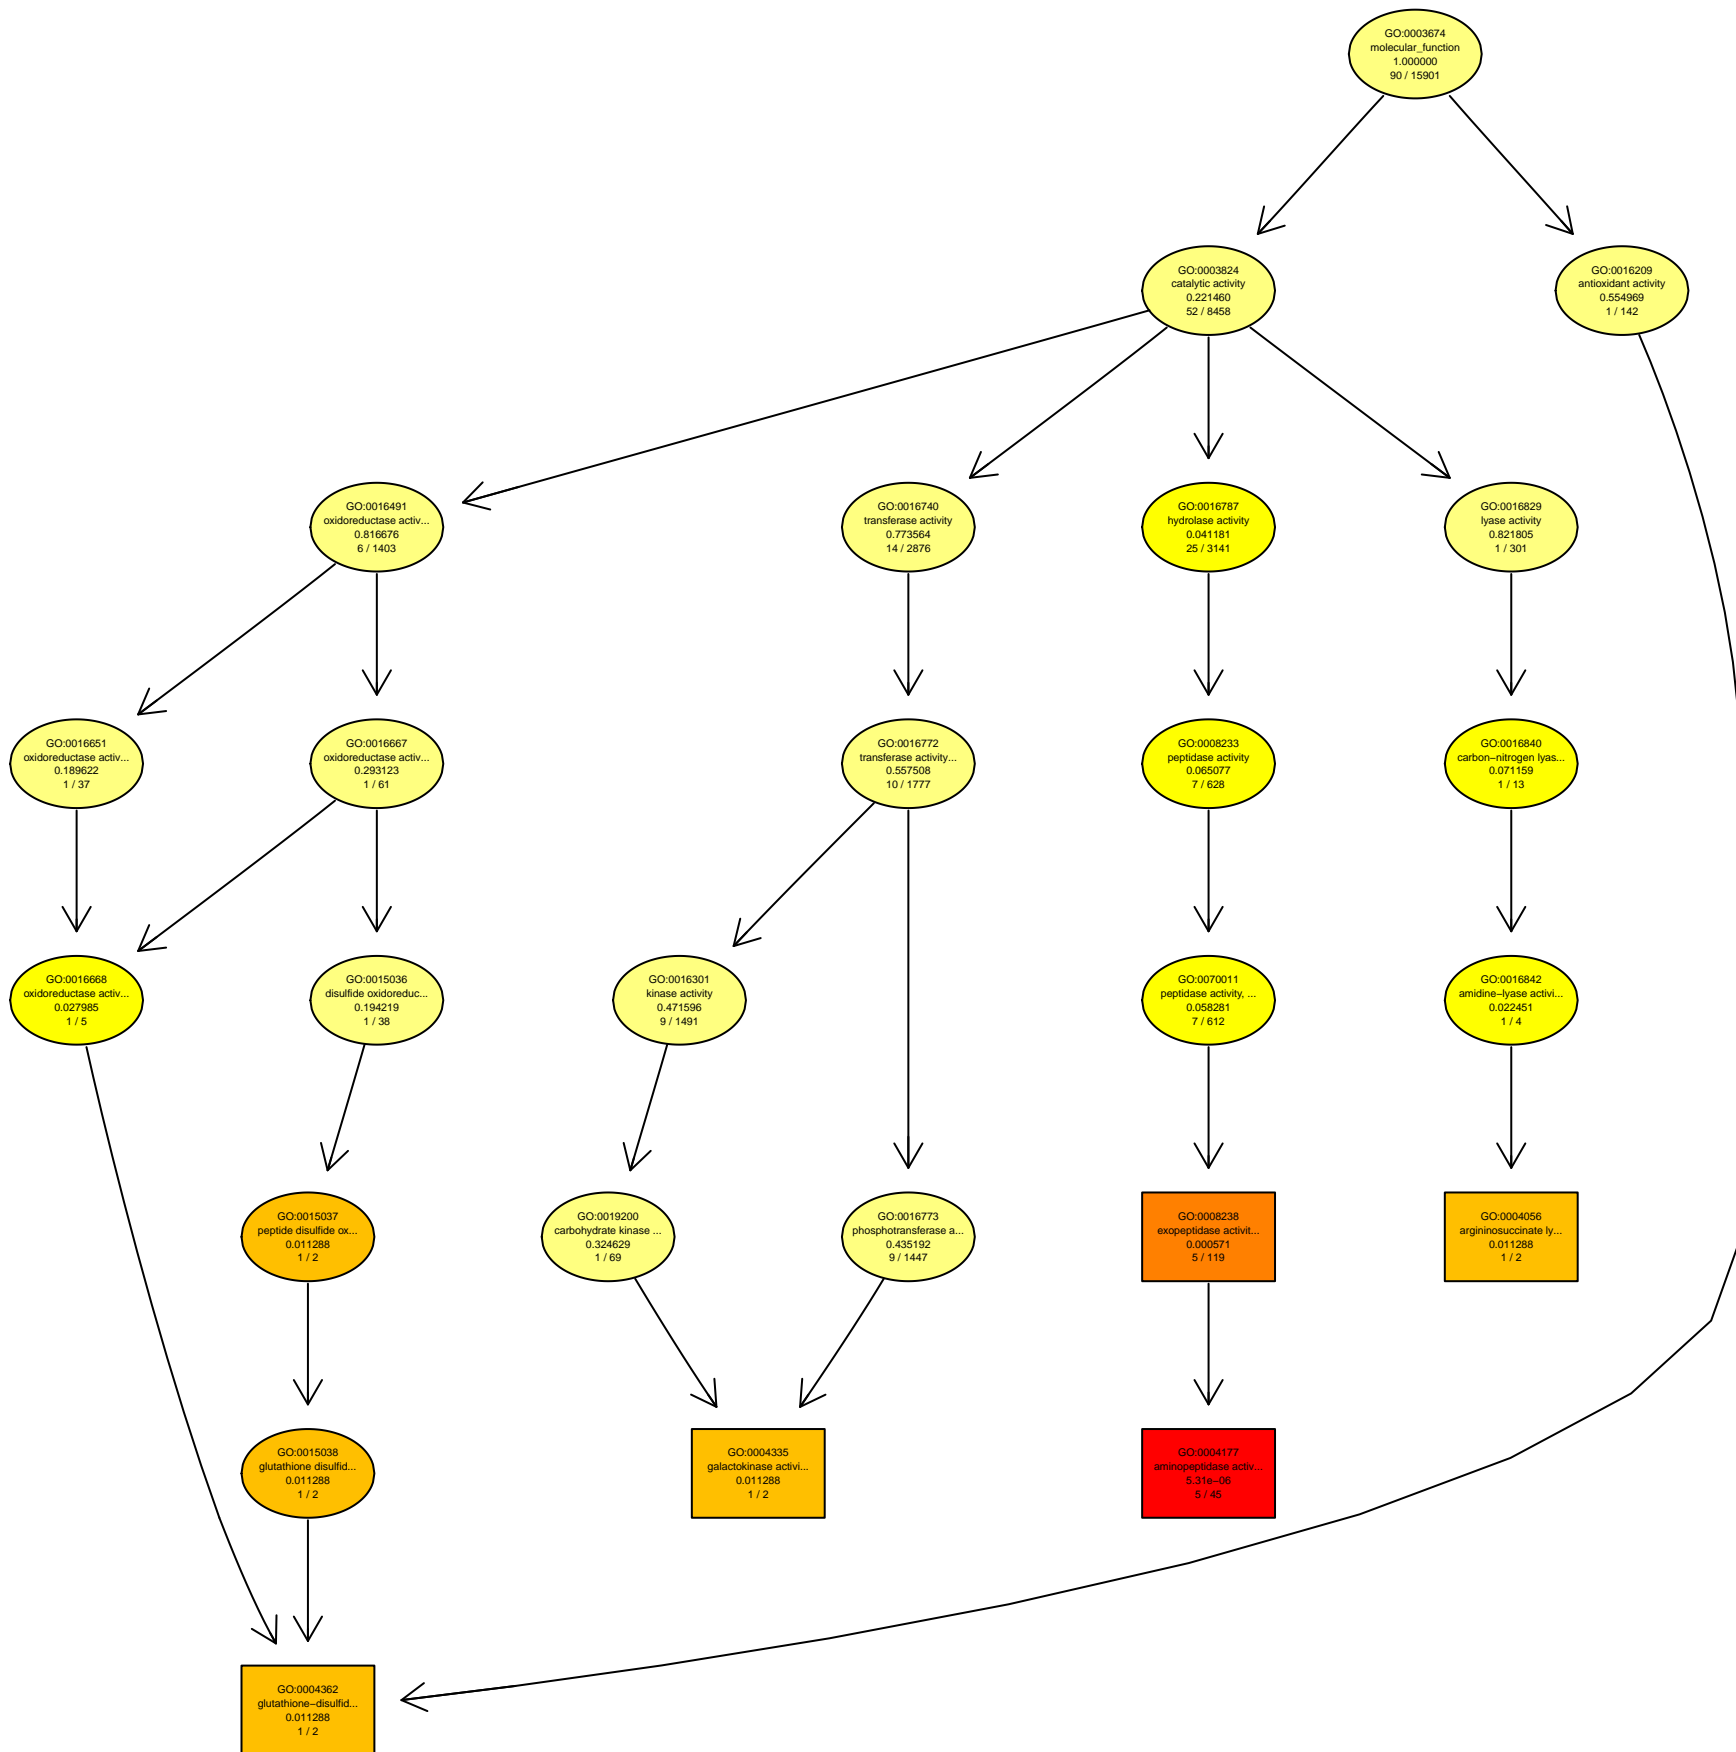 GO:0003674
molecular_function
1.000000
90 / 15901
GO:0003824
catalytic activity
0.221460
52 / 8458
GO:0016209
antioxidant activity
0.554969
1 / 142
GO:0016491
oxidoreductase activ...
0.816676
6 / 1403
GO:0016740
transferase activity
0.773564
14 / 2876
GO:0016787
hydrolase activity
0.041181
25 / 3141
GO:0016829
lyase activity
0.821805
1 / 301
GO:0016651
oxidoreductase activ...
0.189622
1 / 37
GO:0016667
oxidoreductase activ...
0.293123
1 / 61
GO:0016772
transferase activity...
0.557508
10 / 1777
GO:0008233
peptidase activity
0.065077
7 / 628
GO:0016840
carbon−nitrogen lyas...
0.071159
1 / 13
GO:0016668
oxidoreductase activ...
0.027985
1 / 5
GO:0015036
disulfide oxidoreduc...
0.194219
1 / 38
GO:0016301
kinase activity
0.471596
9 / 1491
GO:0070011
peptidase activity, ...
0.058281
7 / 612
GO:0016842
amidine−lyase activi...
0.022451
1 / 4
GO:0015037
peptide disulfide ox...
0.011288
1 / 2
GO:0019200
carbohydrate kinase ...
0.324629
1 / 69
GO:0016773
phosphotransferase a...
0.435192
9 / 1447
GO:0008238
exopeptidase activit...
0.000571
5 / 119
GO:0004056
argininosuccinate ly...
0.011288
1 / 2
GO:0015038
glutathione disulfid...
0.011288
1 / 2
GO:0004335
galactokinase activi...
0.011288
1 / 2
GO:0004177
aminopeptidase activ...
5.31e−06
5 / 45
GO:0004362
glutathione−disulfid...
0.011288
1 / 2